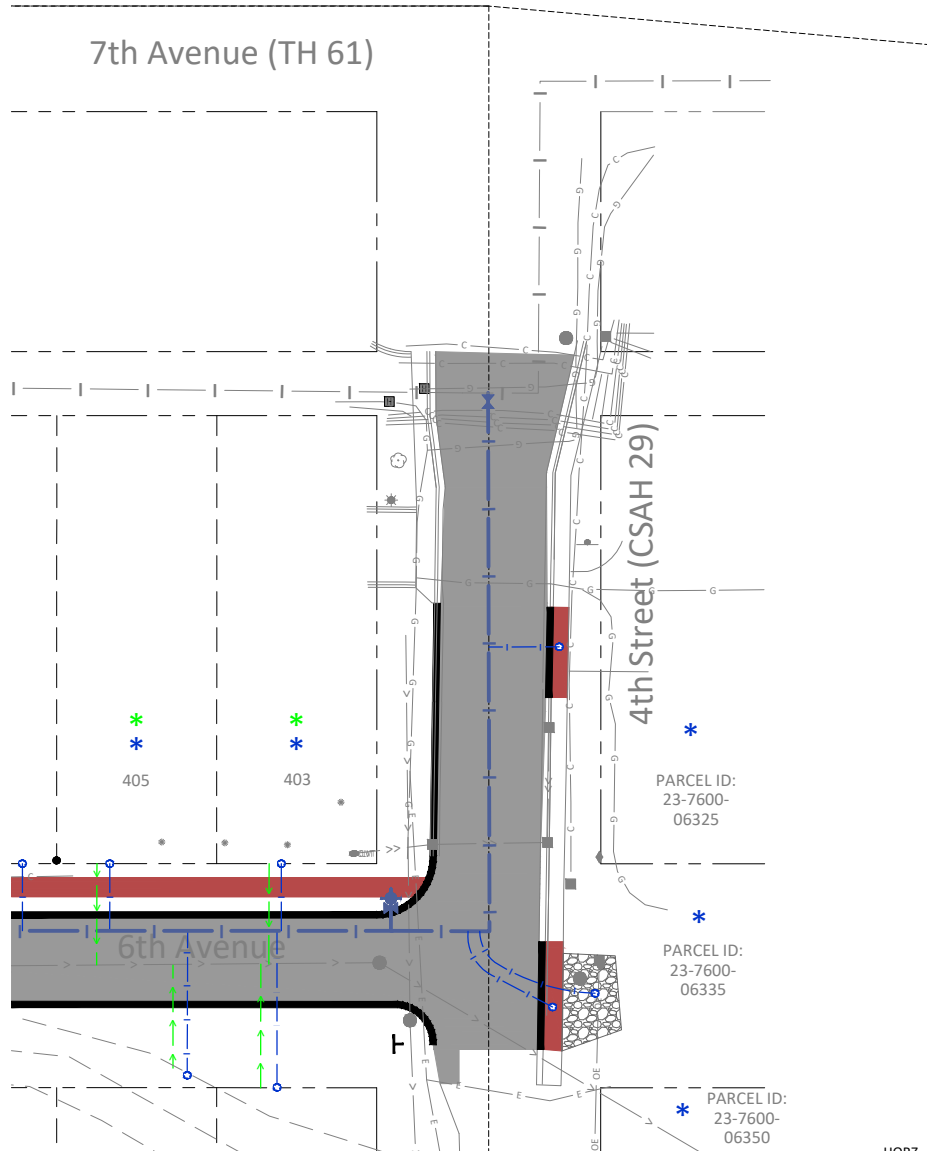 7th Avenue (TH 61)
4th Street (CSAH 29)
405
403
PARCEL ID:
23-7600-
06325
6th Avenue
PARCEL ID:
23-7600-
06335
PARCEL ID:
23-7600-
06350
HORZ